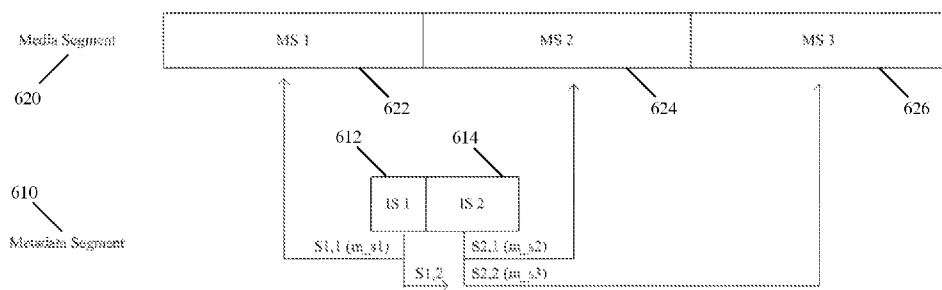 Media Segment
MS 1
MS 2
MS 3
620
622
624
626
612
614
610
IS 1
IS 2
Metadata Segment
S1,1 (m_s1)
S2,1 (m_s2)
S1,2
S2,2 (m_s3)